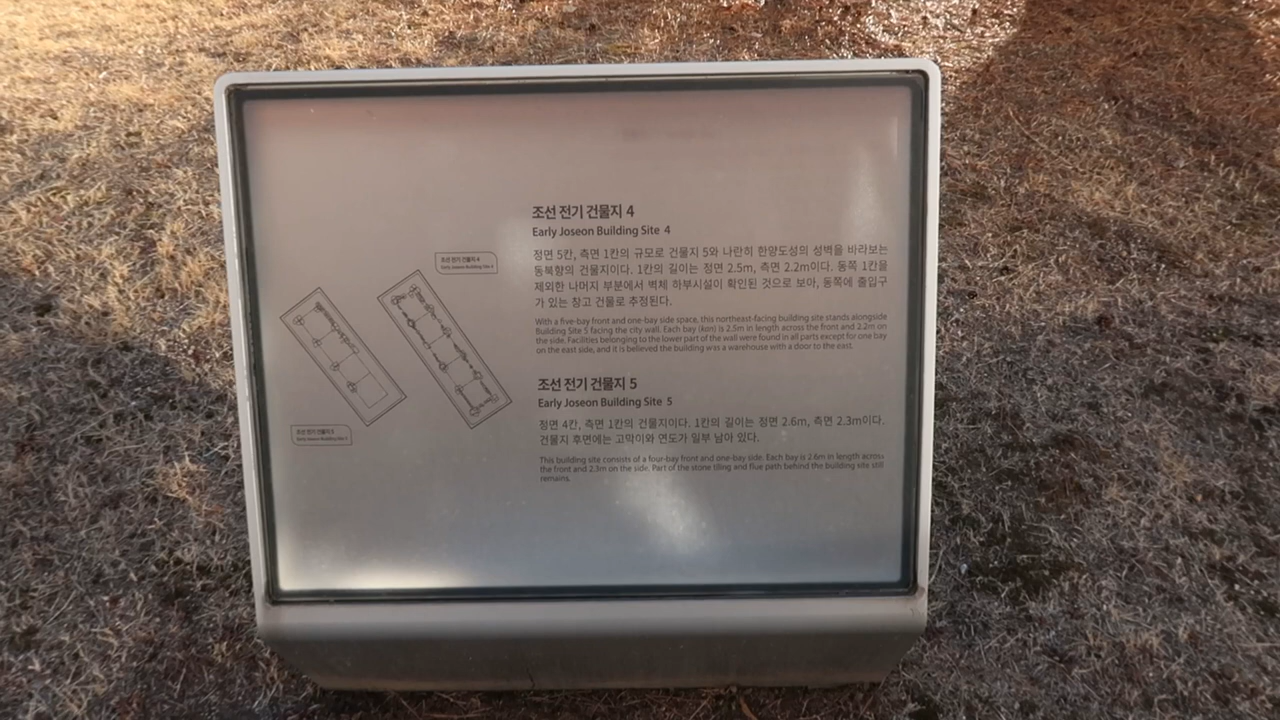 조선 전기 건물지 4
Early Joseon Building Site 4
정면 5칸, 측면 1칸의 규모로 건물지 5와 나란히 한양도성의 성벽을 바라보는
동북향의 건물지이다. 1칸의 길이는 정면 2.5m, 측면 2.2m이다. 동쪽 1칸을
제외한 나머지 부분에서 벽체 하부시설이 확인된 것으로 보아, 동쪽에 출입구
가 있는 창고 건물로 추정된다.
With a five-bay front and one-bay side space, this northeast-facing building site stands alongside
Building Site 5 facing the city wall. Each bay (kan) is 2.5m in length across the front and 2.2m on
the side. Facilities belonging to the lower part of the wall were found in all parts except for one bay
on the east side, and it is believed the building was a warehouse with a door to the east.
조선 전기 건물지 5
Early Joseon Building Site 5
정면 4칸, 측면 1칸의 건물지이다. 1칸의 길이는 정면 2.6m, 측면 2.3m이다.
건물지 후면에는 고막이와 연도가 일부 남아 있다.
This building site consists of a four-bay front and one-bay side. Each bay is 2.6m in length across
the front and 2.3m on the side. Part of the stone tiling and flue path behind the building site still
remains.
조선 전기 건물지 4
Early Joseon Building Site 4
조선 전기 건물지 5
Early Joseon Building Site 5